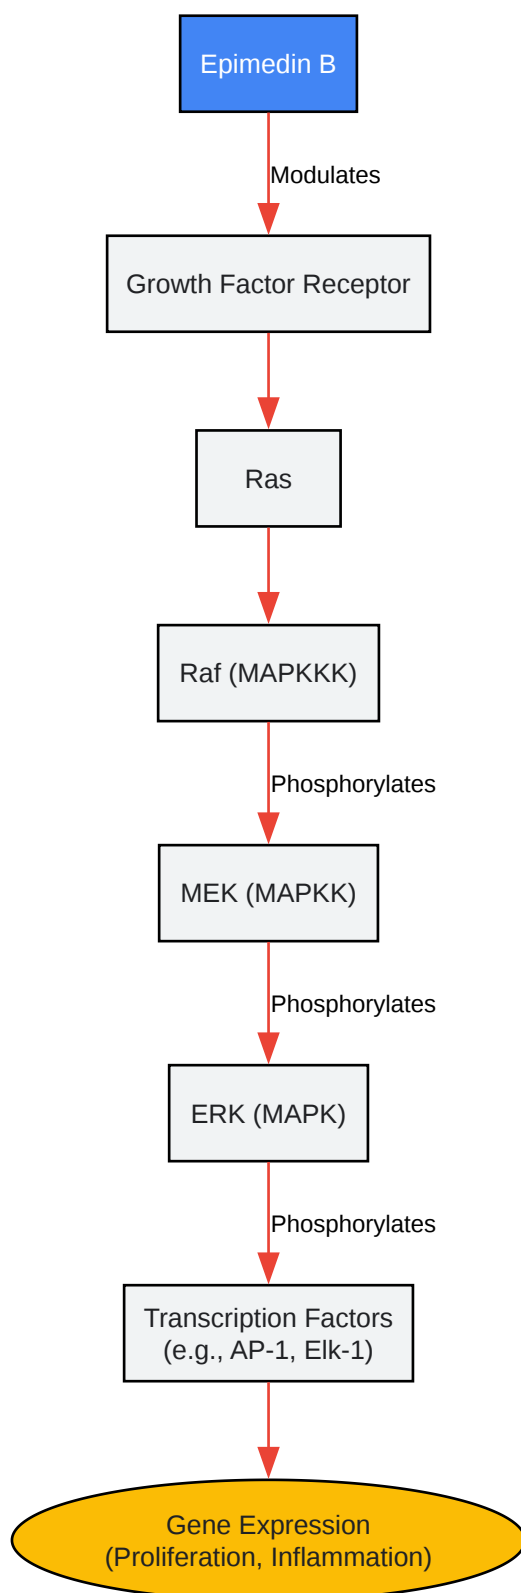 Epimedin B
Modulates
Growth Factor Receptor
Ras
Raf (MAPKKK)
Phosphorylates
MEK (MAPKK)
Phosphorylates
ERK (MAPK)
Phosphorylates
Transcription Factors
(e.g., AP-1, Elk-1)
Gene Expression
(Proliferation, Inflammation)